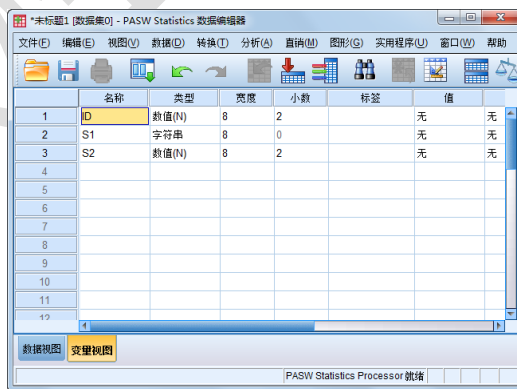 *未标题1 [数据集0] - PASW Statistics 数据编辑器
文件(F) 编辑(E) 视图(V) 数据(D) 转换(T) 分析(A) 直销(M) 图形(G) 实用程序(U) 窗口(W) 帮助
名称 类型 宽度 小数 标签 值
1 ID 数值(N) 8 2 无 无
2 S1 字符串 8 0 无 无
3 S2 数值(N) 8 2 无 无
4
5
6
7
8
9
10
11
12
数据视图 变量视图
PASW Statistics Processor 就绪